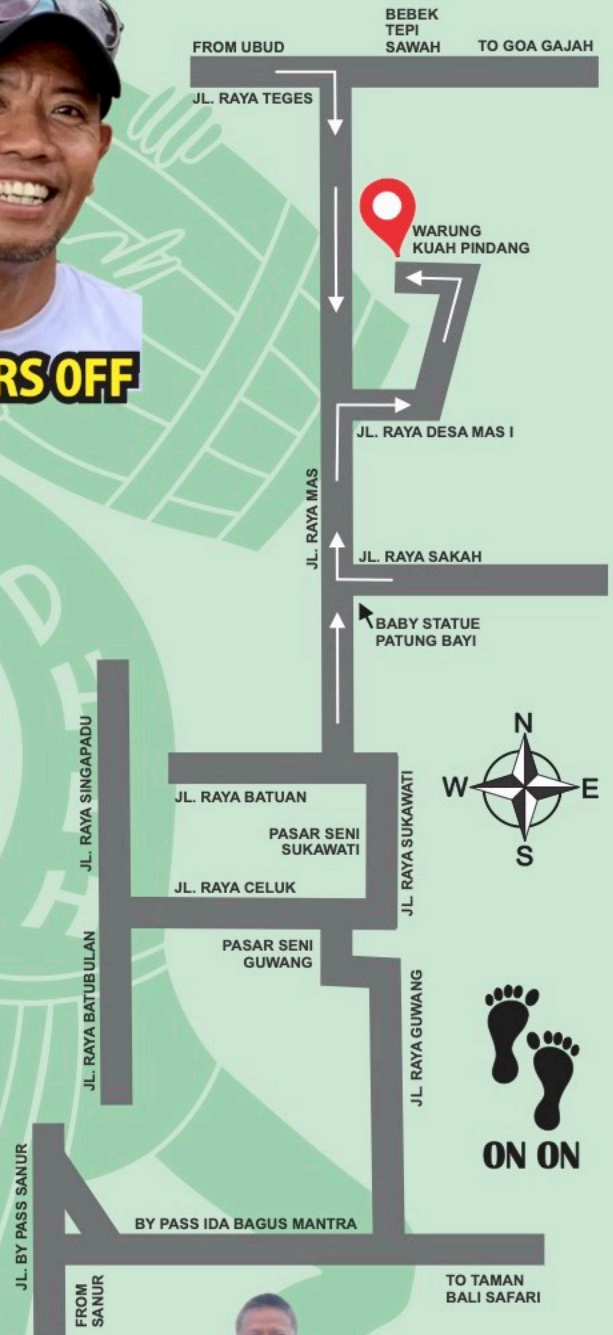 BEBEK
TEPI
SAWAH
FROM UBUD
TO GOA GAJAH
JL. RAYA TEGES
WARUNG
KUAH PINDANG
RS OFF
JL. RAYA DESA MAS I
JL. RAYA MAS
JL. RAYA SAKAH
BABY STATUE
PATUNG BAYI
JL. RAYA SINGAPADU
JL. RAYA BATUAN
JL. RAYA SUKAWATI
PASAR SENI
SUKAWATI
JL. RAYA CELUK
N
W
E
S
PASAR SENI
GUWANG
JL. RAYA BATUBULAN
JL. RAYA GUWANG
ON ON
JL. BY PASS SANUR
BY PASS IDA BAGUS MANTRA
FROM
SANUR
TO TAMAN
BALI SAFARI